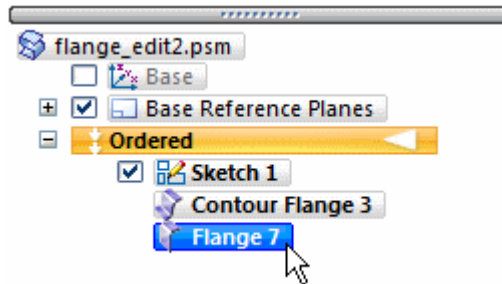 flange_edit2.psm
Base
Base Reference Planes
Ordered
Sketch 1
Contour Flange 3
Flange 7